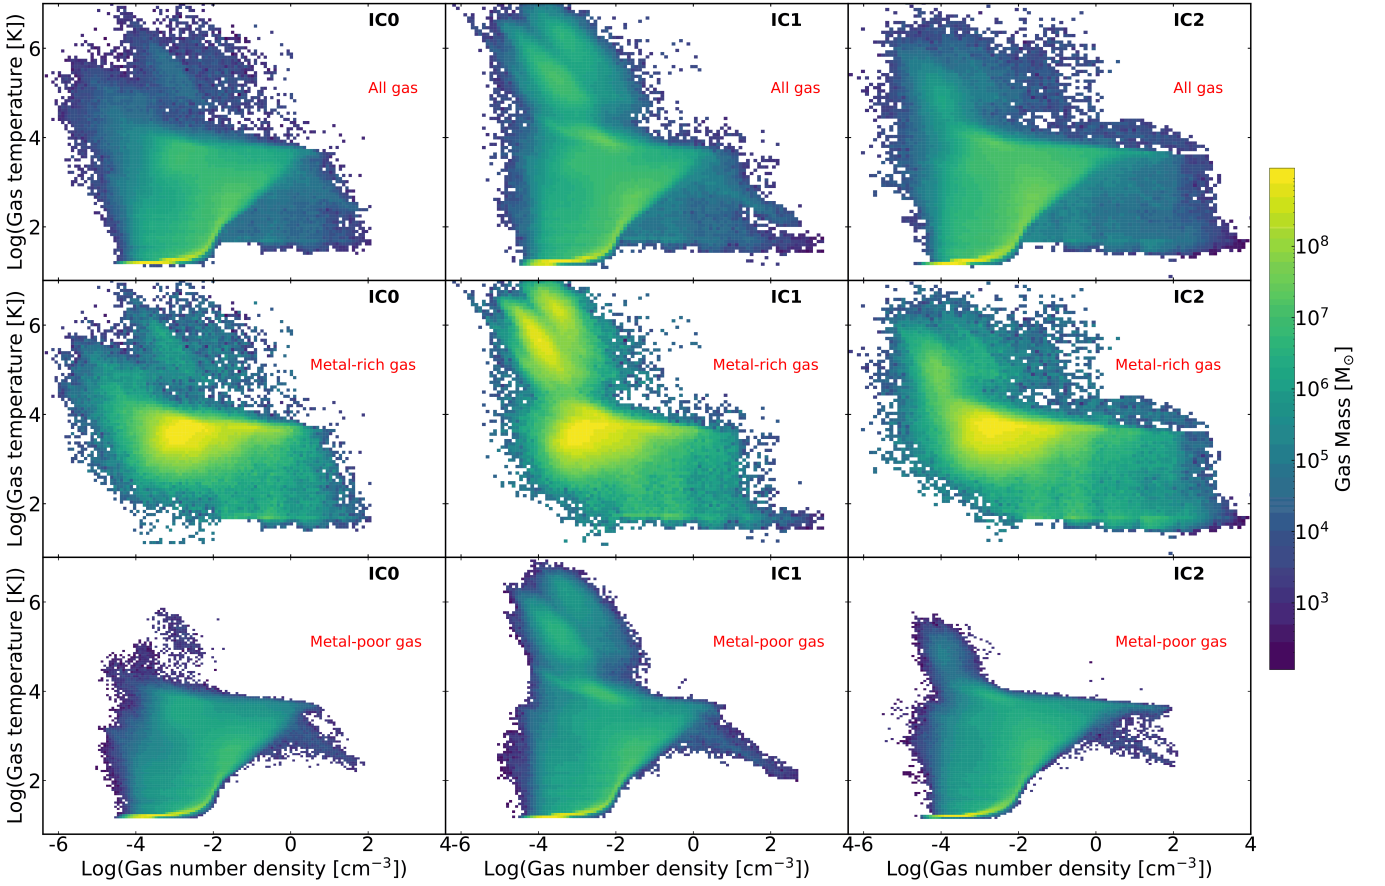 IC0
IC1
IC2
All gas
All gas
All gas
Log(Gas temperature [K])
6
4
2
IC0
IC1
IC2
Metal-rich gas
Metal-rich gas
Metal-rich gas
Log(Gas temperature [K])
6
4
2
IC0
IC1
IC2
Metal-poor gas
Metal-poor gas
Metal-poor gas
Log(Gas temperature [K])
6
4
2
-6 -4 -2 0 2 4-6 -4 -2 0 2 4-6 -4 -2 0 2 4
Log(Gas number density [cm⁻³]) Log(Gas number density [cm⁻³]) Log(Gas number density [cm⁻³])
10⁸
10⁷
10⁶
10⁵
10⁴
10³
Gas Mass [M☉]